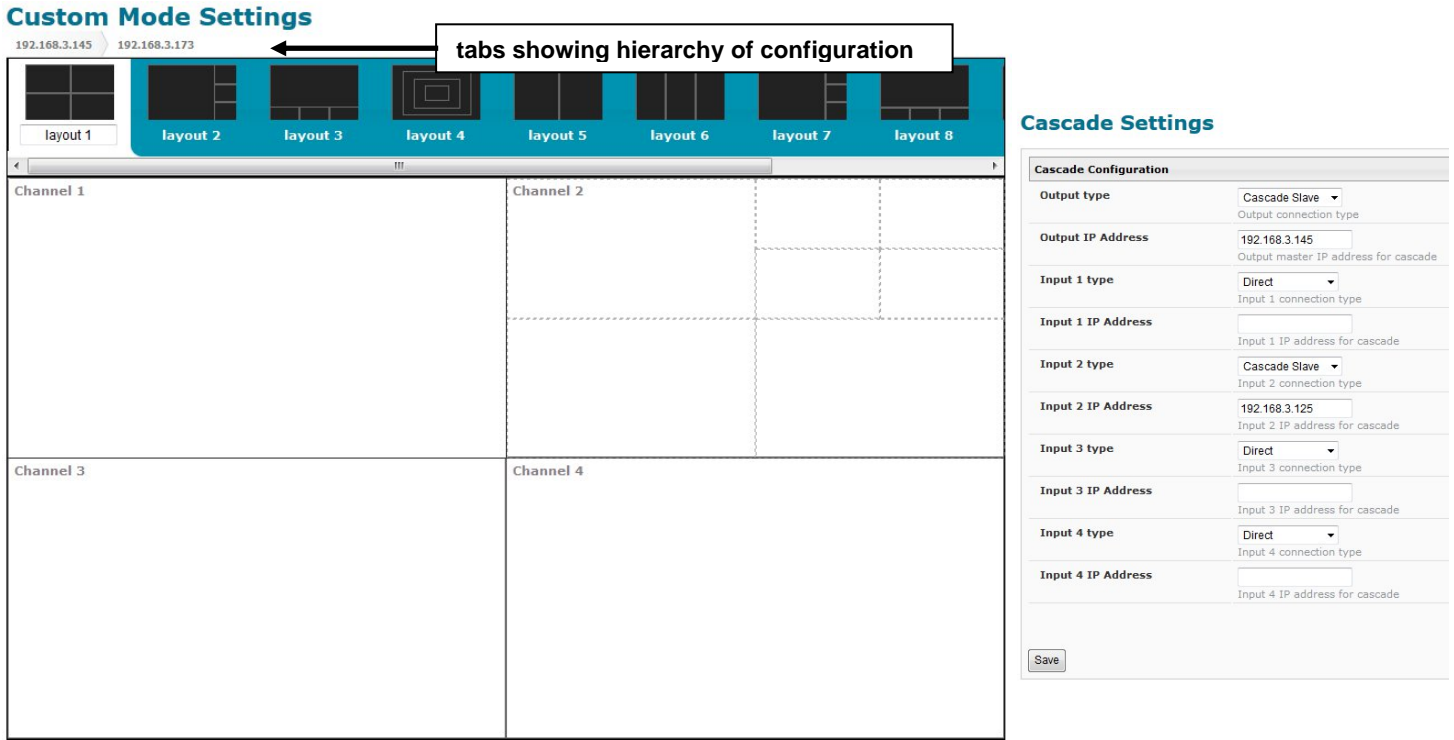 Custom Mode Settings
192.168.3.145 192.168.3.173
tabs showing hierarchy of configuration
layout 1 layout 2 layout 3 layout 4 layout 5 layout 6 layout 7 layout 8
Channel 1
Channel 2
Channel 3
Channel 4
Cascade Settings
Cascade Configuration
Output type Cascade Slave
Output connection type
Output IP Address 192.168.3.145
Output master IP address for cascade
Input 1 type Direct
Input 1 connection type
Input 1 IP Address
Input 1 IP address for cascade
Input 2 type Cascade Slave
Input 2 connection type
Input 2 IP Address 192.168.3.125
Input 2 IP address for cascade
Input 3 type Direct
Input 3 connection type
Input 3 IP Address
Input 3 IP address for cascade
Input 4 type Direct
Input 4 connection type
Input 4 IP Address
Input 4 IP address for cascade
Save